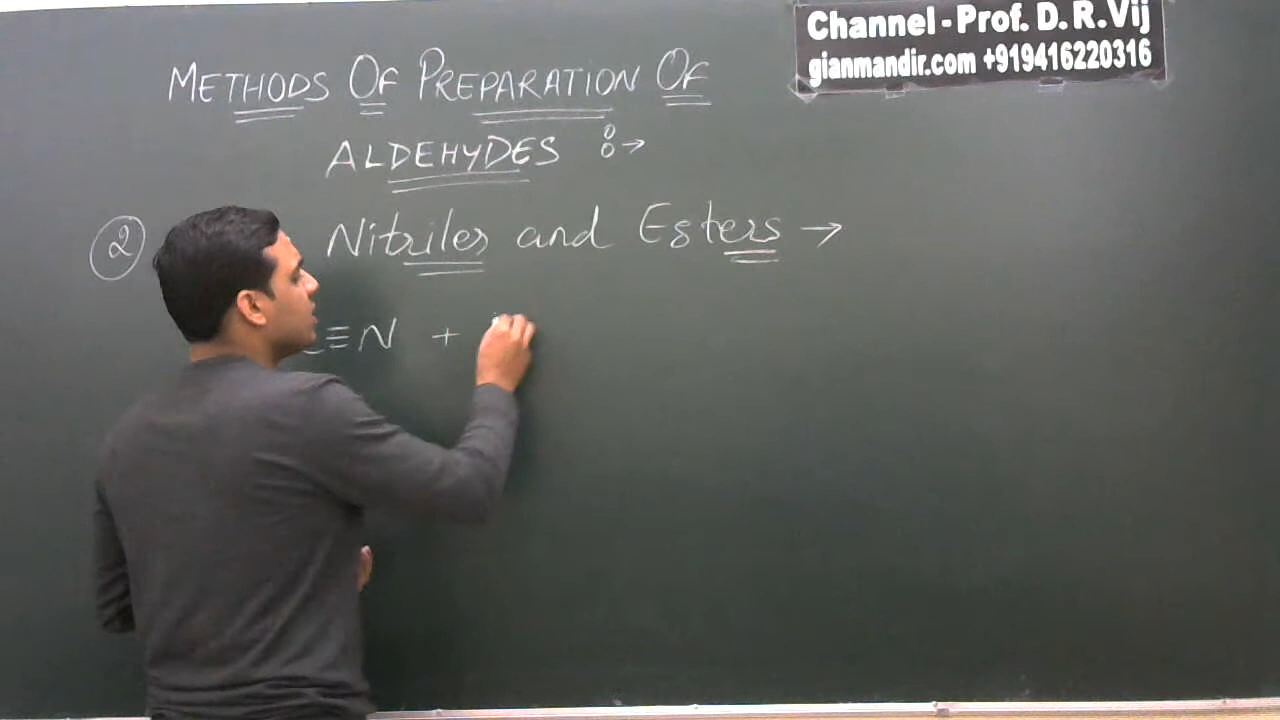 Channel - Prof. D. R. Vij
gianmandir.com +919416220316
METHODS OF PREPARATION OF
ALDEHYDES :→
② Nitriles and Esters →
C≡N +